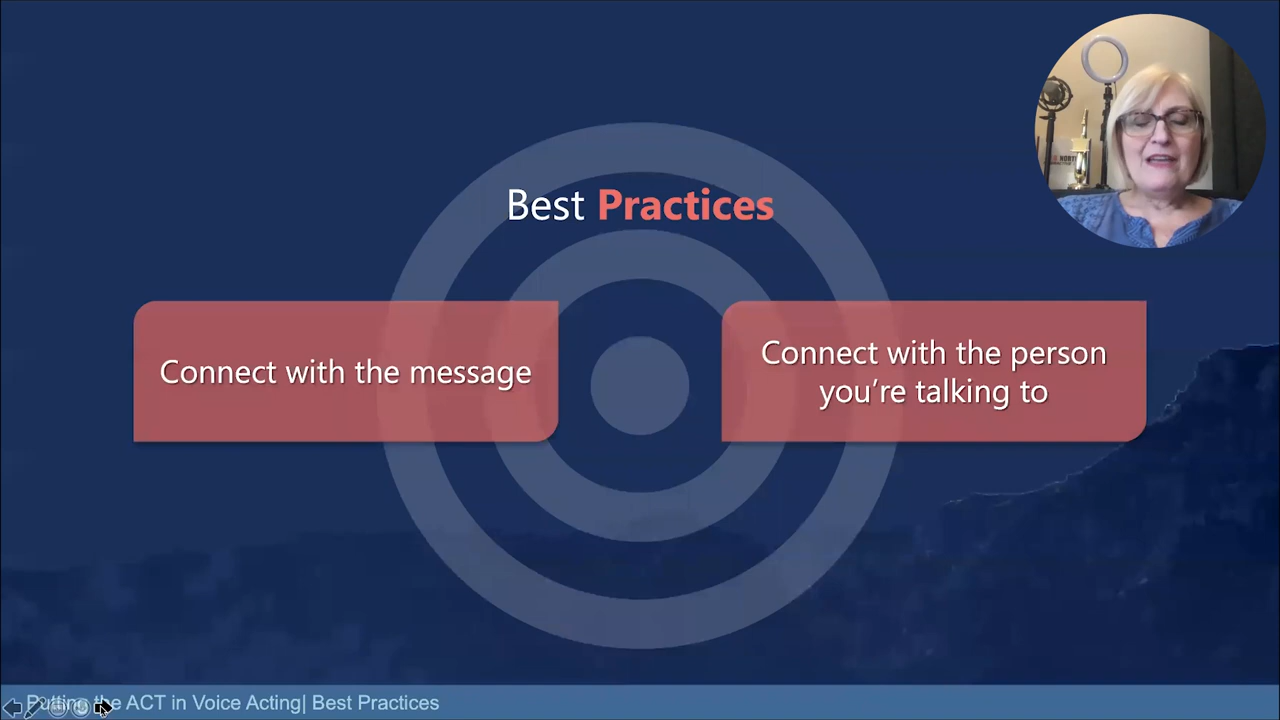 Best Practices
Connect with the message
Connect with the person
you're talking to
Putting the ACT in Voice Acting| Best Practices